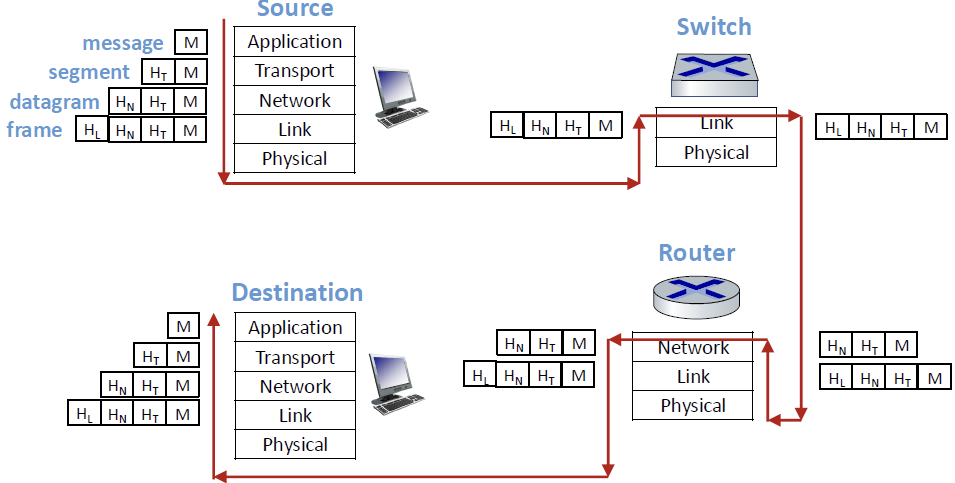 Source
message M
segment H_T M
datagram H_N H_T M
frame H_L H_N H_T M
Application
Transport
Network
Link
Physical
Switch
H_L H_N H_T M
Link
Physical
H_L H_N H_T M
Destination
M
H_T M
H_N H_T M
H_L H_N H_T M
Application
Transport
Network
Link
Physical
Router
H_N H_T M
H_L H_N H_T M
Network
Link
Physical
H_N H_T M
H_L H_N H_T M